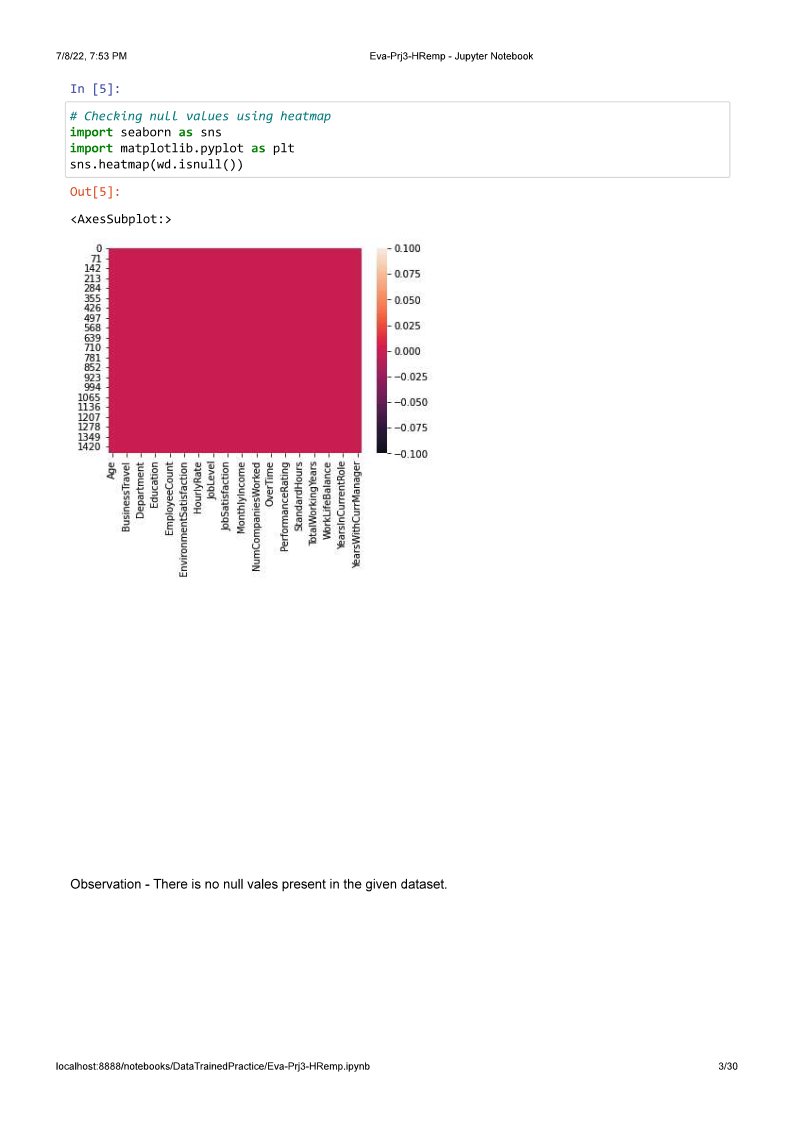 7/8/22, 7:53 PM Eva-Prj3-HRemp - Jupyter Notebook
In [5]:
# Checking null values using heatmap
import seaborn as sns
import matplotlib.pyplot as plt
sns.heatmap(wd.isnull())
Out[5]:
<AxesSubplot:>
0
71
142
213
284
355
426
497
568
639
710
781
852
923
994
1065
1136
1207
1278
1349
1420
0.100
0.075
0.050
0.025
0.000
−0.025
−0.050
−0.075
−0.100
Age
BusinessTravel
Department
Education
EmployeeCount
EnvironmentSatisfaction
HourlyRate
JobLevel
JobSatisfaction
MonthlyIncome
NumCompaniesWorked
OverTime
PerformanceRating
StandardHours
TotalWorkingYears
WorkLifeBalance
YearsInCurrentRole
YearsWithCurrManager
Observation - There is no null vales present in the given dataset.
localhost:8888/notebooks/DataTrainedPractice/Eva-Prj3-HRemp.ipynb 3/30